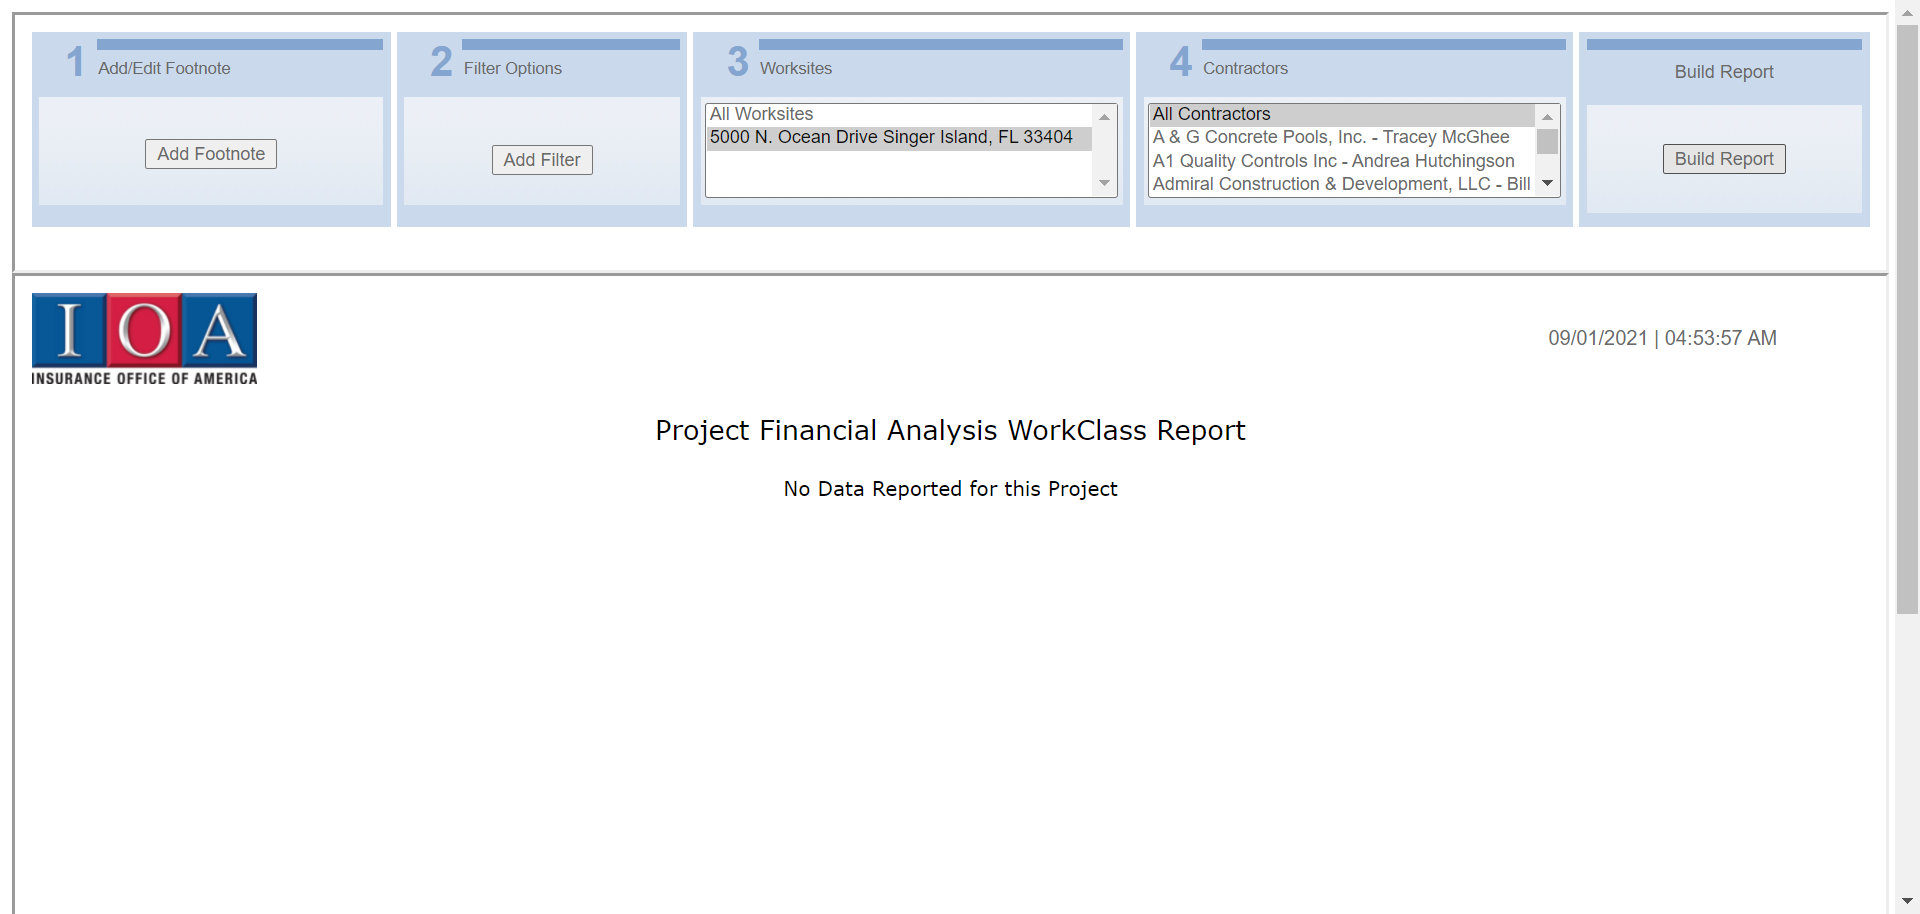 1 Add/Edit Footnote
Add Footnote
2 Filter Options
Add Filter
3 Worksites
All Worksites
5000 N. Ocean Drive Singer Island, FL 33404
4 Contractors
All Contractors
A & G Concrete Pools, Inc. - Tracey McGhee
A1 Quality Controls Inc - Andrea Hutchingson
Admiral Construction & Development, LLC - Bill
Build Report
Build Report
IOA
INSURANCE OFFICE OF AMERICA
09/01/2021 | 04:53:57 AM
Project Financial Analysis WorkClass Report
No Data Reported for this Project